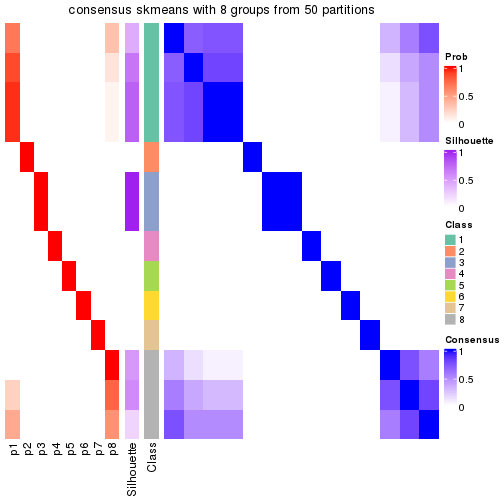 consensus skmeans with 8 groups from 50 partitions
Prob
1
0.5
0
Silhouette
1
0.5
0
Class
1
2
3
4
5
6
7
8
Consensus
1
0.5
0
p1
p2
p3
p4
p5
p6
p7
p8
Silhouette
Class